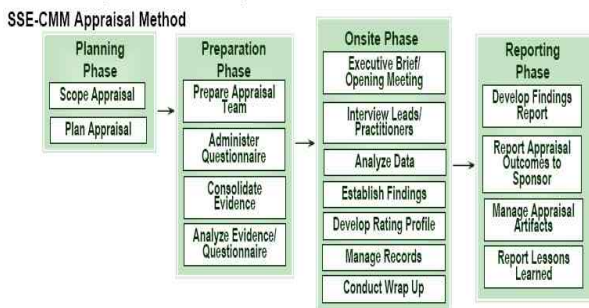 SSE-CMM Appraisal Method
Planning
Phase
Scope Appraisal
Plan Appraisal
Preparation
Phase
Prepare Appraisal
Team
Administer
Questionnaire
Consolidate
Evidence
Analyze Evidence/
Questionnaire
Onsite Phase
Executive Brief/
Opening Meeting
Interview Leads/
Practitioners
Analyze Data
Establish Findings
Develop Rating Profile
Manage Records
Conduct Wrap Up
Reporting
Phase
Develop Findings
Report
Report Appraisal
Outcomes to
Sponsor
Manage Appraisal
Artifacts
Report Lessons
Learned